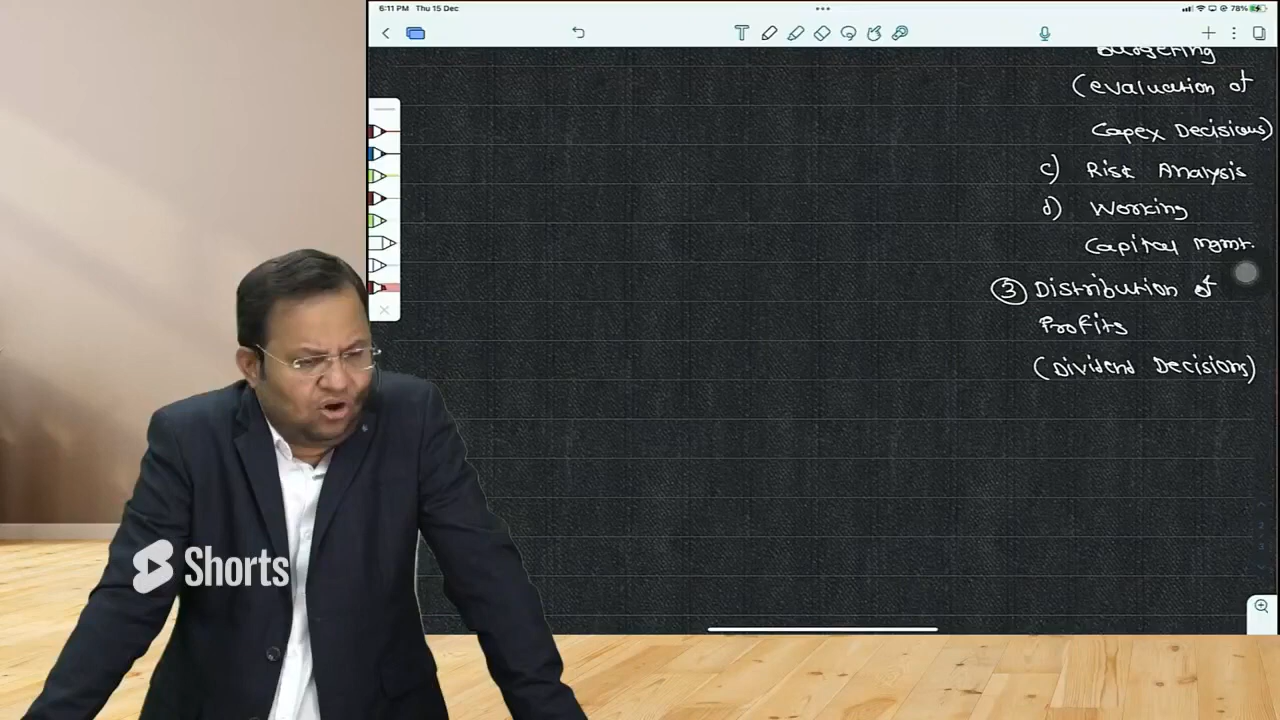 6:11 PM Thu 15 Dec
78%
Budgeting
(evaluation of
Capex Decisions)
c) Risk Analysis
d) Working
Capital Mgmt.
③ Distribution of
Profits
(Dividend Decisions)
Shorts